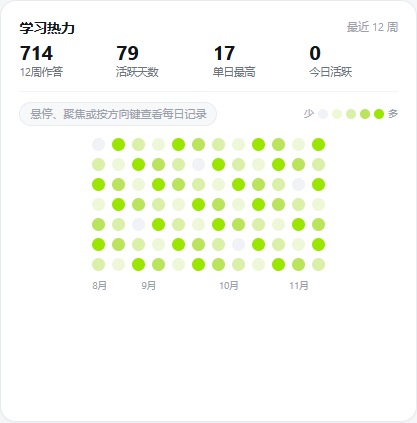 学习热力 最近 12 周
714 79 17 0
12周作答 活跃天数 单日最高 今日活跃
悬停、聚焦或按方向键查看每日记录 少 多
8月 9月 10月 11月